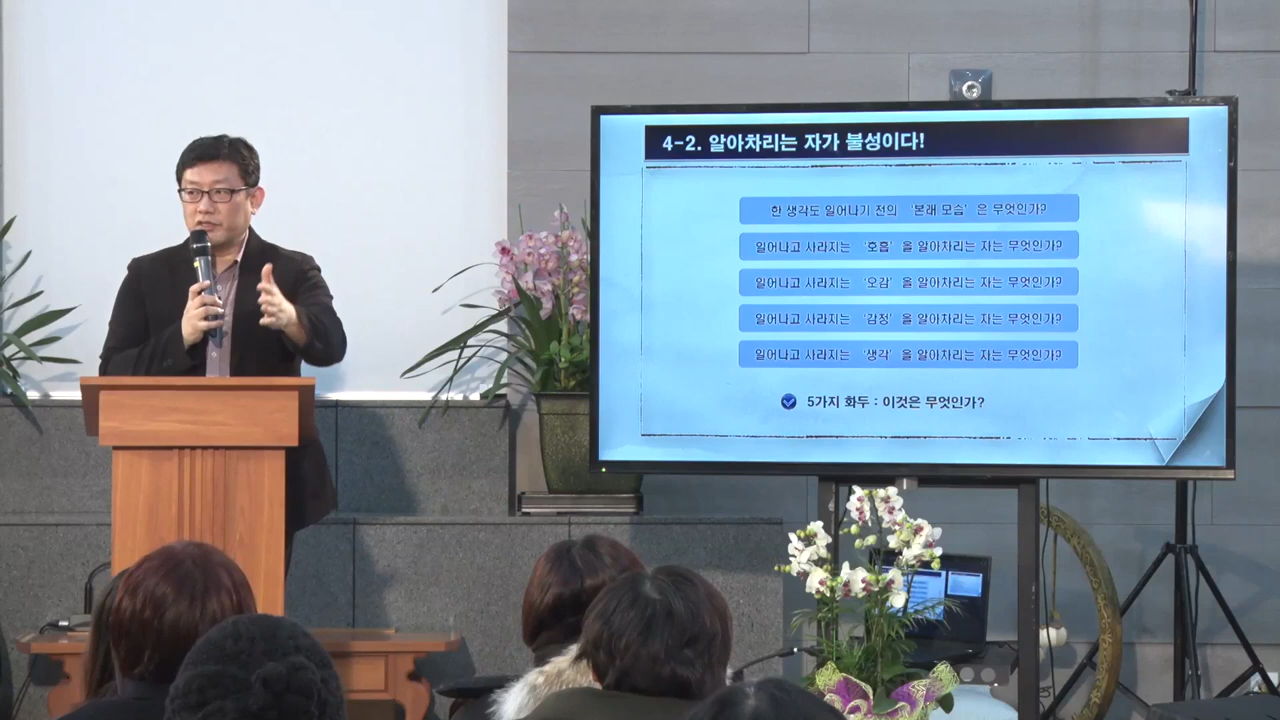 4-2. 알아차리는 자가 불성이다!
한 생각도 일어나기 전의 '본래 모습' 은 무엇인가?
일어나고 사라지는 '호흡' 을 알아차리는 자는 무엇인가?
일어나고 사라지는 '오감' 을 알아차리는 자는 무엇인가?
일어나고 사라지는 '감정' 을 알아차리는 자는 무엇인가?
일어나고 사라지는 '생각' 을 알아차리는 자는 무엇인가?
5가지 화두 : 이것은 무엇인가?